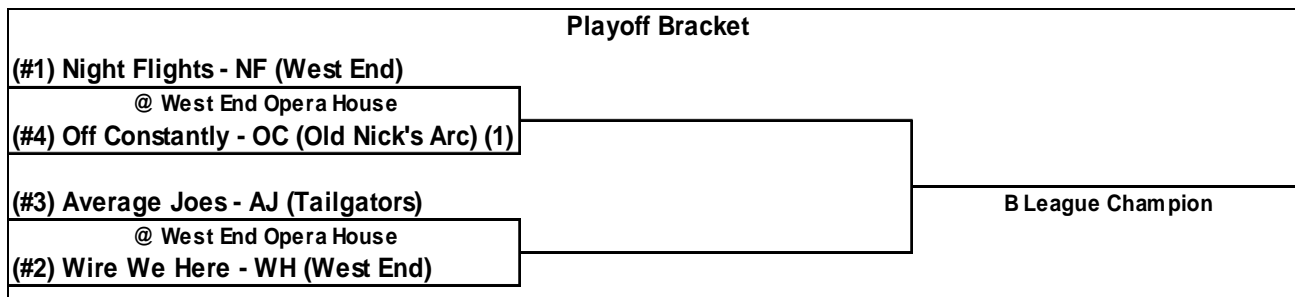 Playoff Bracket
(#1) Night Flights - NF (West End)
@ West End Opera House
(#4) Off Constantly - OC (Old Nick's Arc) (1)
(#3) Average Joes - AJ (Tailgators)
B League Champion
@ West End Opera House
(#2) Wire We Here - WH (West End)